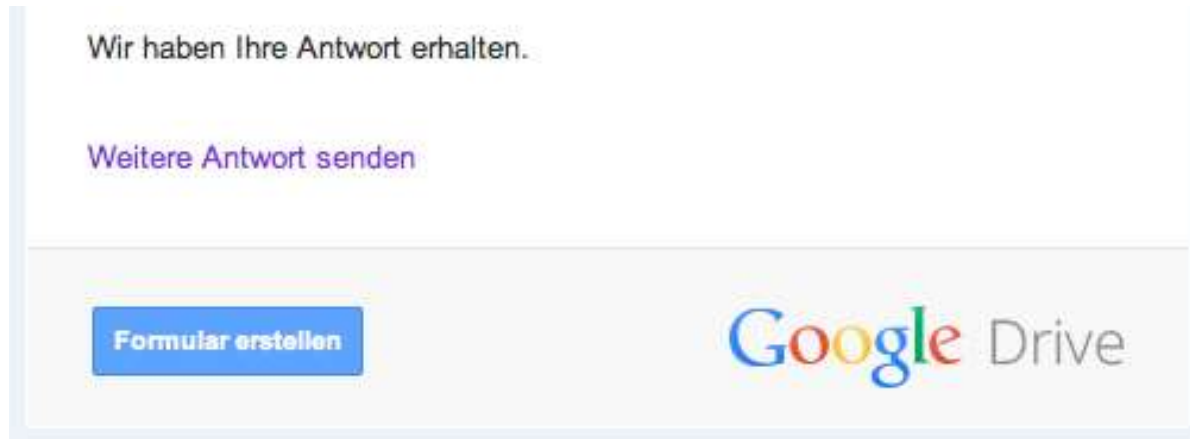 Wir haben Ihre Antwort erhalten.
Weitere Antwort senden
Formular erstellen
Google Drive